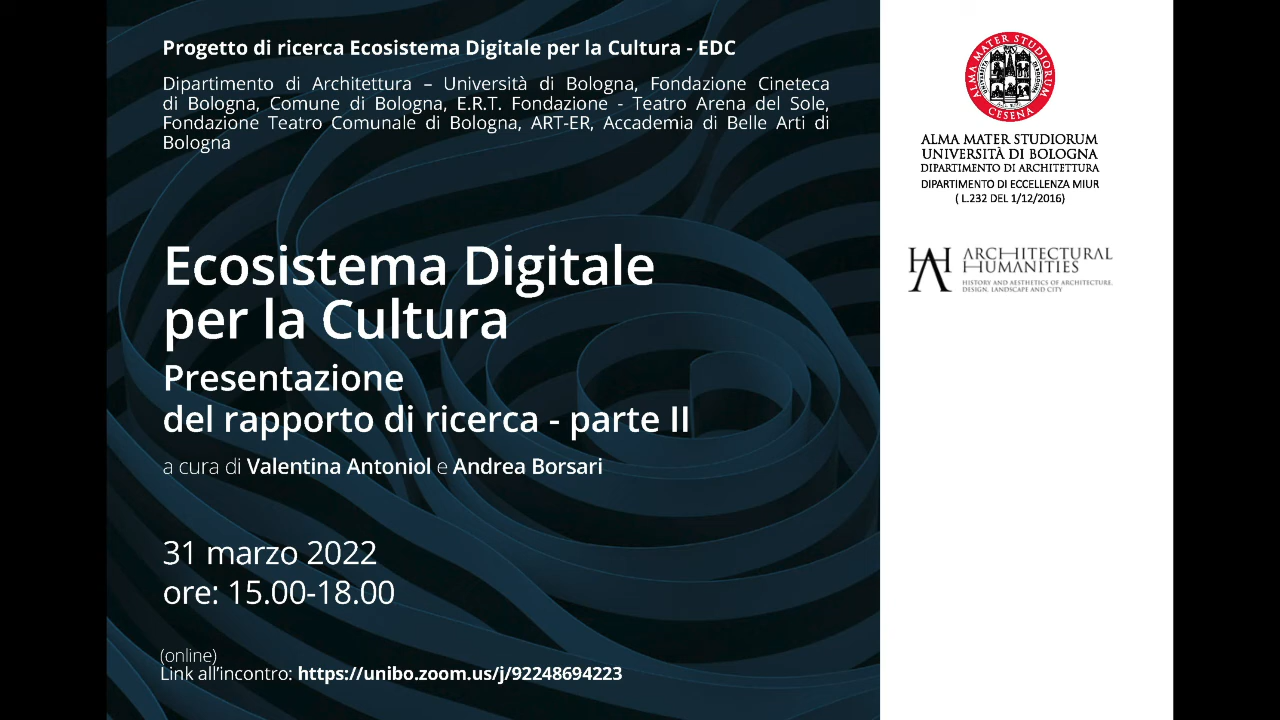 Progetto di ricerca Ecosistema Digitale per la Cultura - EDC
Dipartimento di Architettura – Università di Bologna, Fondazione Cineteca
di Bologna, Comune di Bologna, E.R.T. Fondazione - Teatro Arena del Sole,
Fondazione Teatro Comunale di Bologna, ART-ER, Accademia di Belle Arti di
Bologna
Ecosistema Digitale
per la Cultura
Presentazione
del rapporto di ricerca - parte II
a cura di Valentina Antoniol e Andrea Borsari
31 marzo 2022
ore: 15.00-18.00
(online)
Link all'incontro: https://unibo.zoom.us/j/92248694223
ALMA MATER STUDIORUM
CESENA
ALMA MATER STUDIORUM
UNIVERSITÀ DI BOLOGNA
DIPARTIMENTO DI ARCHITETTURA
DIPARTIMENTO DI ECCELLENZA MIUR
( L.232 DEL 1/12/2016)
AH ARCHITECTURAL
HUMANITIES
HISTORY AND AESTHETICS OF ARCHITECTURE,
DESIGN, LANDSCAPE AND CITY